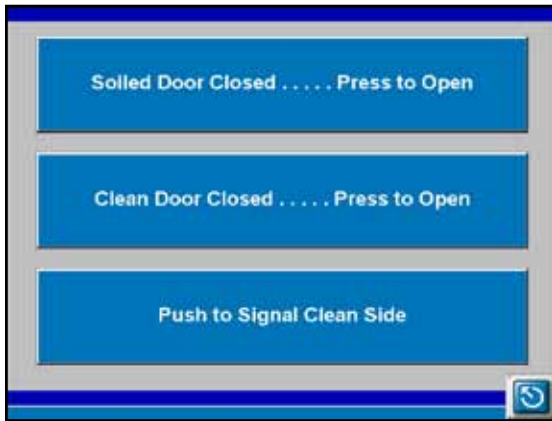 Soiled Door Closed . . . . . Press to Open
Clean Door Closed . . . . . Press to Open
Push to Signal Clean Side